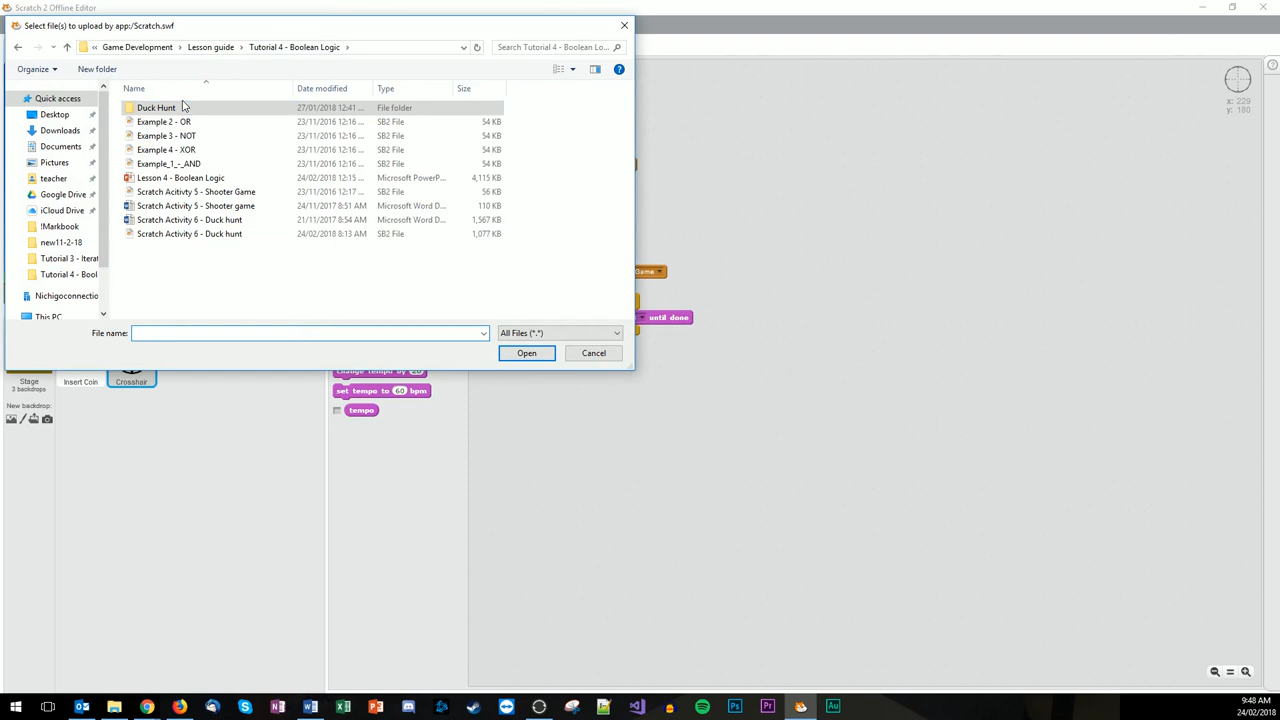 Scratch 2 Offline Editor
Select file(s) to upload by app:/Scratch.swf
« Game Development › Lesson guide › Tutorial 4 - Boolean Logic ›
Search Tutorial 4 - Boolean Lo...
Organize
New folder
Name
Date modified
Type
Size
Quick access
Desktop
Downloads
Documents
Pictures
teacher
Google Drive
iCloud Drive
!Markbook
new11-2-18
Tutorial 3 - Iterat
Tutorial 4 - Bool
Nichigoconnectio
This PC
Duck Hunt 27/01/2018 12:41 ... File folder
Example 2 - OR 23/11/2016 12:16 ... SB2 File 54 KB
Example 3 - NOT 23/11/2016 12:16 ... SB2 File 54 KB
Example 4 - XOR 23/11/2016 12:16 ... SB2 File 54 KB
Example_1_-_AND 23/11/2016 12:16 ... SB2 File 54 KB
Lesson 4 - Boolean Logic 24/02/2018 12:15 ... Microsoft PowerP... 4,115 KB
Scratch Acitivty 5 - Shooter Game 23/11/2016 12:17 ... SB2 File 56 KB
Scratch Activity 5 - Shooter game 24/11/2017 8:51 AM Microsoft Word D... 110 KB
Scratch Activity 6 - Duck hunt 21/11/2017 8:54 AM Microsoft Word D... 1,567 KB
Scratch Activity 6 - Duck hunt 24/02/2018 8:13 AM SB2 File 1,077 KB
File name:
All Files (*.*)
Open
Cancel
x: 229
y: 180
Game
until done
Stage
3 backdrops
Insert Coin
Crosshair
New backdrop:
change tempo by 20
set tempo to 60 bpm
tempo
9:48 AM
24/02/2018